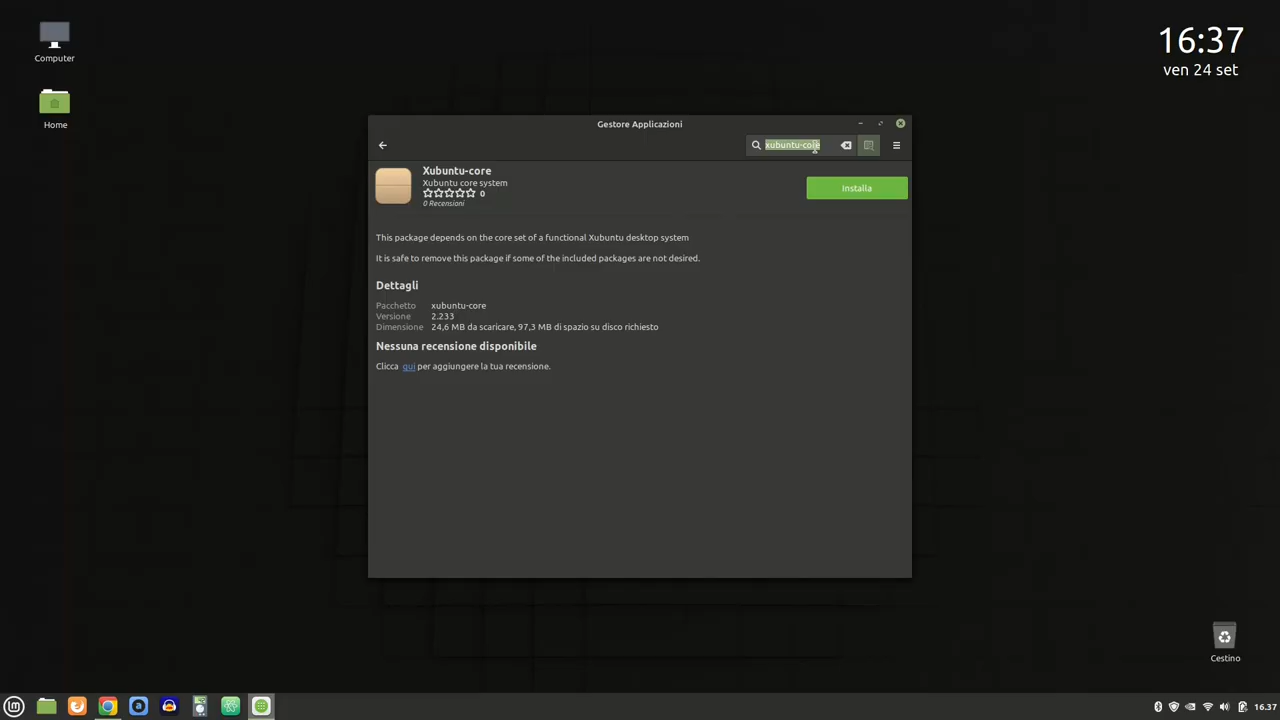 Computer
Home
16:37
ven 24 set
Gestore Applicazioni
xubuntu-core
Xubuntu-core
Xubuntu core system
0
0 Recensioni
Installa
This package depends on the core set of a functional Xubuntu desktop system
It is safe to remove this package if some of the included packages are not desired.
Dettagli
Pacchetto xubuntu-core
Versione 2.233
Dimensione 24,6 MB da scaricare, 97,3 MB di spazio su disco richiesto
Nessuna recensione disponibile
Clicca qui per aggiungere la tua recensione.
Cestino
16.37